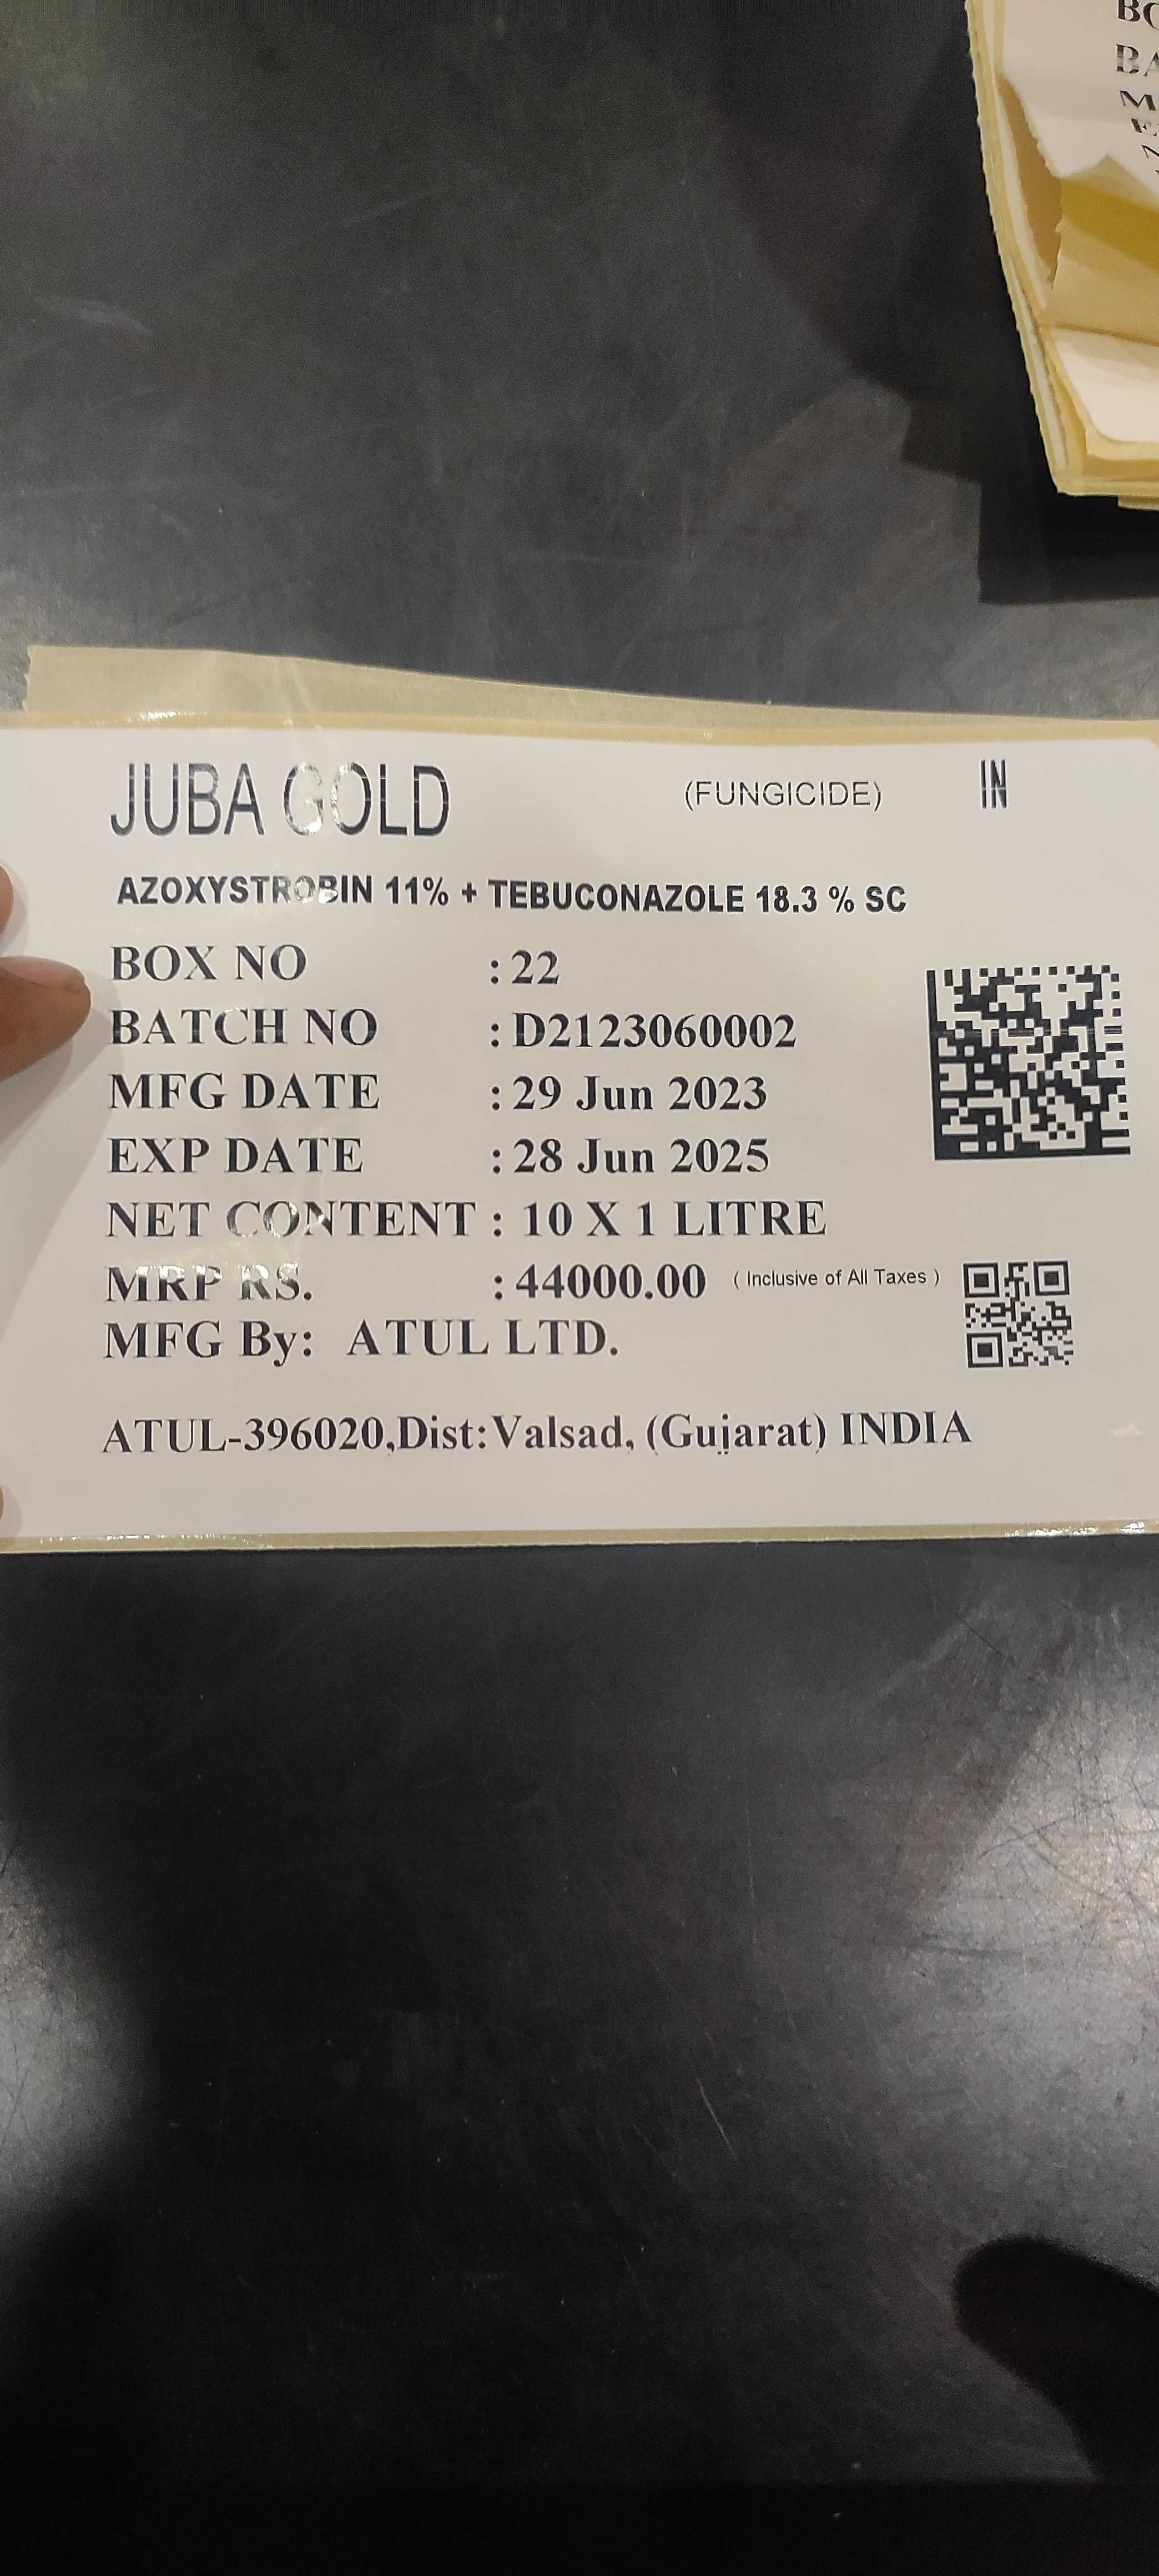 JUBA GOLD (FUNGICIDE) IN
AZOXYSTROBIN 11% + TEBUCONAZOLE 18.3 % SC
BOX NO : 22
BATCH NO : D2123060002
MFG DATE : 29 Jun 2023
EXP DATE : 28 Jun 2025
NET CONTENT : 10 X 1 LITRE
MRP RS. : 44000.00 ( Inclusive of All Taxes )
MFG By: ATUL LTD.
ATUL-396020,Dist:Valsad, (Gujarat) INDIA